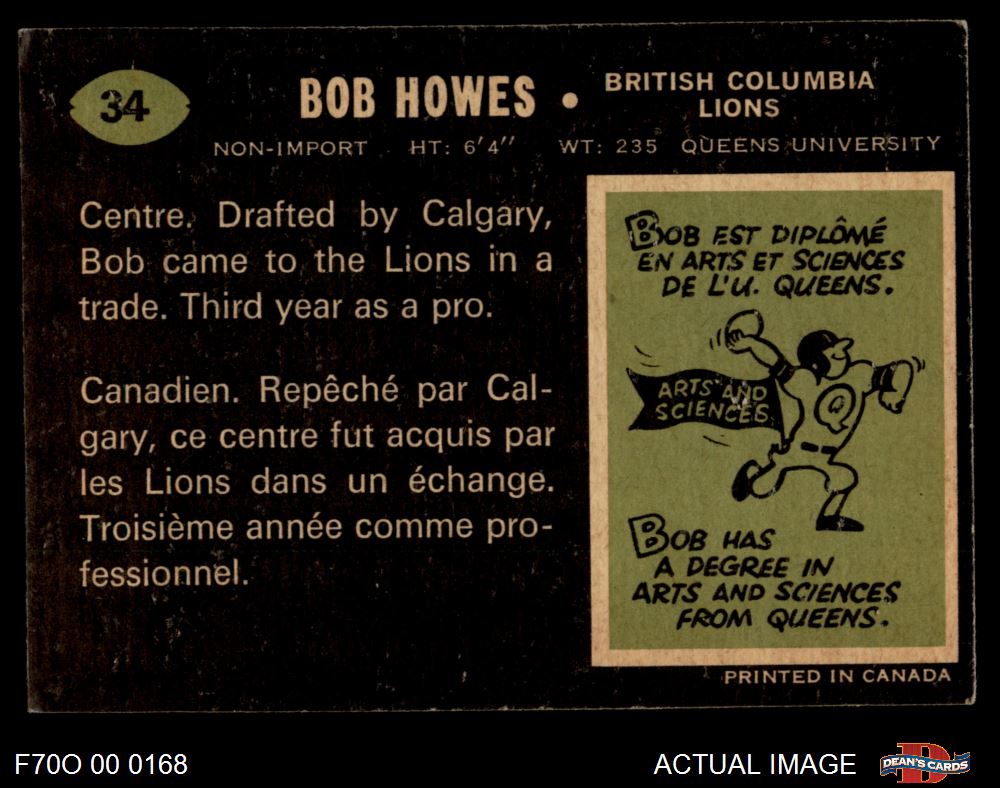 34
BOB HOWES • BRITISH COLUMBIA
LIONS
NON-IMPORT HT: 6'4" WT: 235 QUEENS UNIVERSITY
Centre. Drafted by Calgary,
Bob came to the Lions in a
trade. Third year as a pro.
Canadien. Repêché par Cal-
gary, ce centre fut acquis par
les Lions dans un échange.
Troisième année comme pro-
fessionnel.
BOB EST DIPLÔMÉ
EN ARTS ET SCIENCES
DE L'U. QUEENS.
ARTS AND
SCIENCES
Q
BOB HAS
A DEGREE IN
ARTS AND SCIENCES
FROM QUEENS.
PRINTED IN CANADA
F70O 00 0168
ACTUAL IMAGE
DEAN'S CARDS